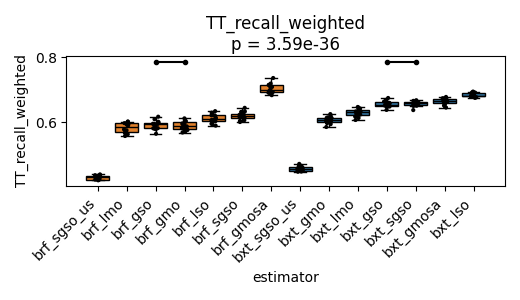 TT_recall_weighted
p = 3.59e-36
TT_recall_weighted
0.8
0.6
brf_sgso_us
brf_lmo
brf_gso
brf_gmo
brf_lso
brf_sgso
brf_gmosa
bxt_sgso_us
bxt_gmo
bxt_lmo
bxt_gso
bxt_sgso
bxt_gmosa
bxt_lso
estimator